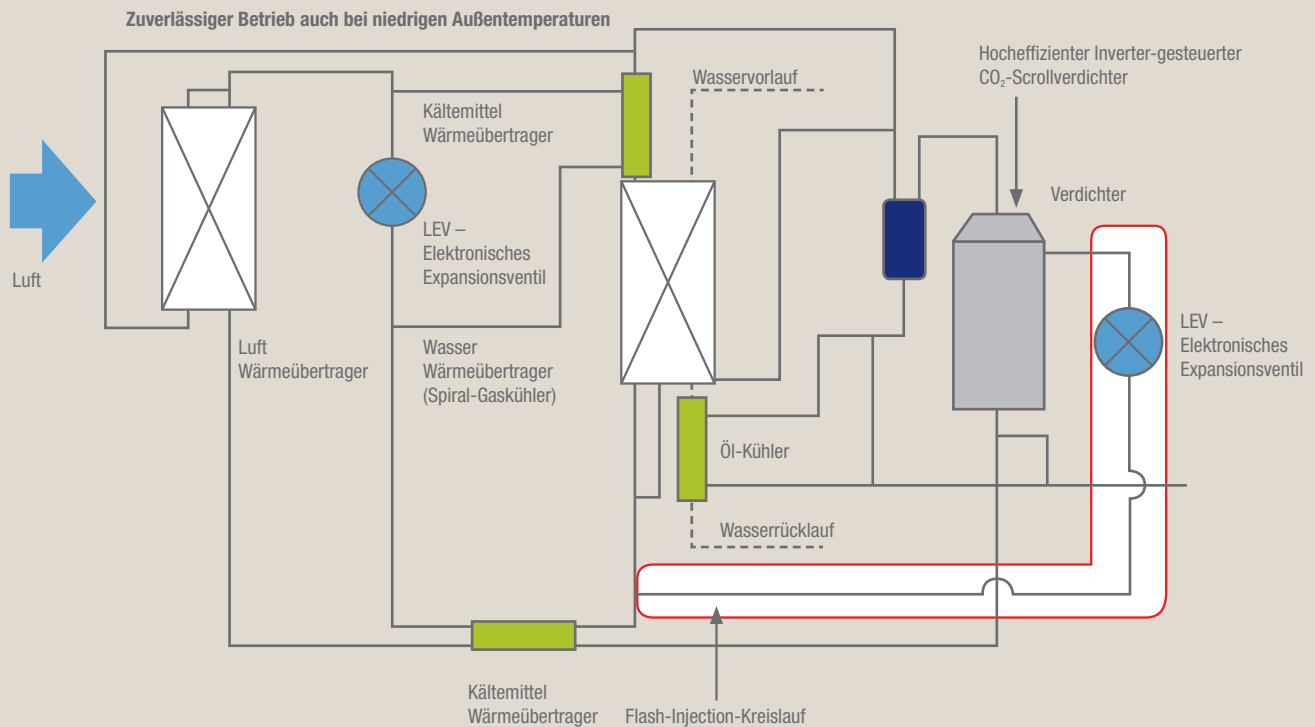 Zuverlässiger Betrieb auch bei niedrigen Außentemperaturen
Hocheffizienter Inverter-gesteuerter
CO₂-Scrollverdichter
Wasservorlauf
Kältemittel
Wärmeübertrager
Verdichter
LEV –
Elektronisches
Expansionsventil
Luft
LEV –
Elektronisches
Expansionsventil
Luft
Wärmeübertrager
Wasser
Wärmeübertrager
(Spiral-Gaskühler)
Öl-Kühler
Wasserrücklauf
Kältemittel
Wärmeübertrager
Flash-Injection-Kreislauf